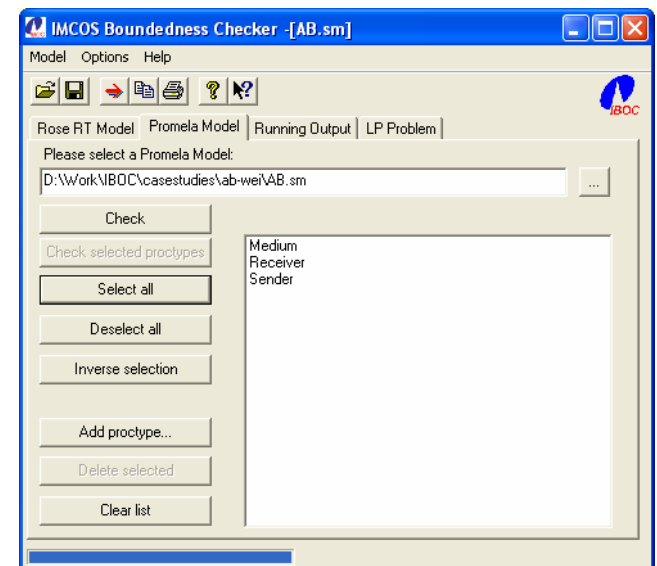 IMCOS Boundedness Checker -[AB.sm]
Model Options Help
IBOC
Rose RT Model Promela Model Running Output LP Problem
Please select a Promela Model:
D:\Work\IBOC\casestudies\ab-wei\AB.sm ...
Check
Check selected proctypes
Select all
Deselect all
Inverse selection
Add proctype...
Delete selected
Clear list
Medium
Receiver
Sender